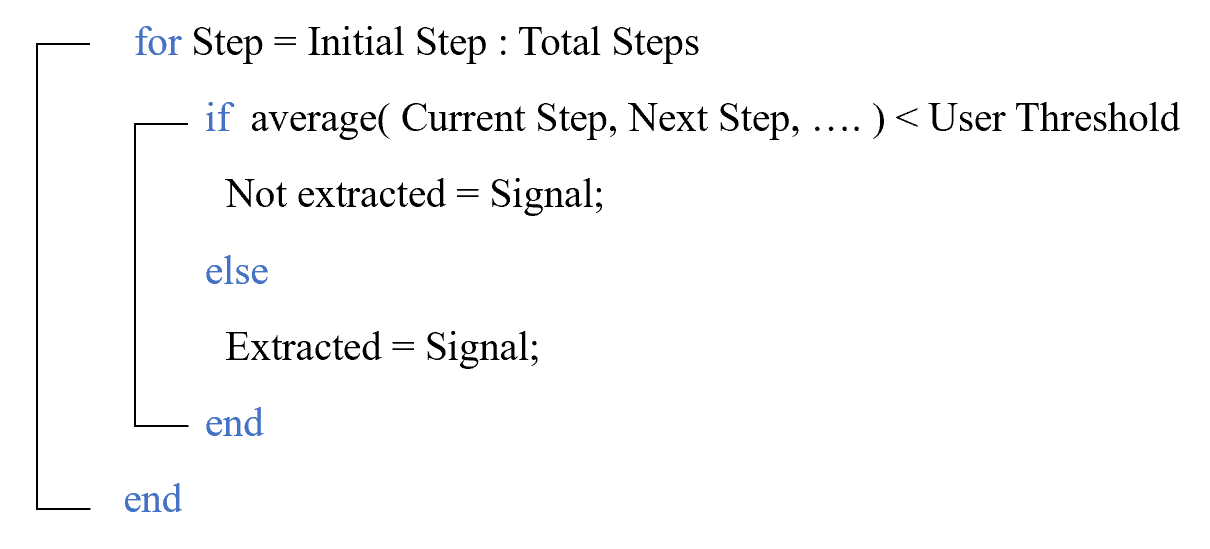 for Step = Initial Step : Total Steps
if average( Current Step, Next Step, …. ) < User Threshold
Not extracted = Signal;
else
Extracted = Signal;
end
end